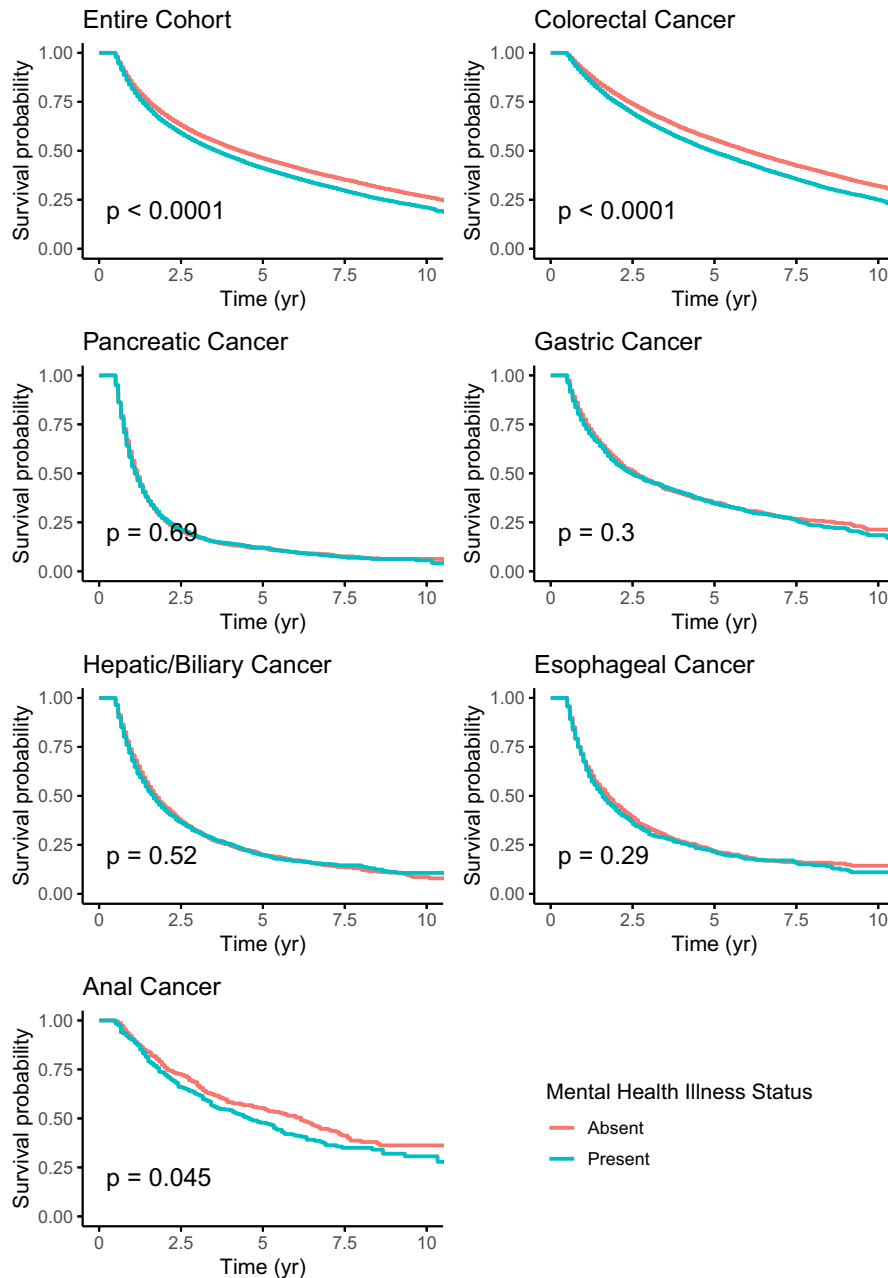 Entire Cohort
Survival probability
1.00
0.75
0.50
0.25
0.00
p < 0.0001
0 2.5 5 7.5 10
Time (yr)
Colorectal Cancer
Survival probability
1.00
0.75
0.50
0.25
0.00
p < 0.0001
0 2.5 5 7.5 10
Time (yr)
Pancreatic Cancer
Survival probability
1.00
0.75
0.50
0.25
0.00
p = 0.69
0 2.5 5 7.5 10
Time (yr)
Gastric Cancer
Survival probability
1.00
0.75
0.50
0.25
0.00
p = 0.3
0 2.5 5 7.5 10
Time (yr)
Hepatic/Biliary Cancer
Survival probability
1.00
0.75
0.50
0.25
0.00
p = 0.52
0 2.5 5 7.5 10
Time (yr)
Esophageal Cancer
Survival probability
1.00
0.75
0.50
0.25
0.00
p = 0.29
0 2.5 5 7.5 10
Time (yr)
Anal Cancer
Survival probability
1.00
0.75
0.50
0.25
0.00
p = 0.045
0 2.5 5 7.5 10
Time (yr)
Mental Health Illness Status
Absent
Present